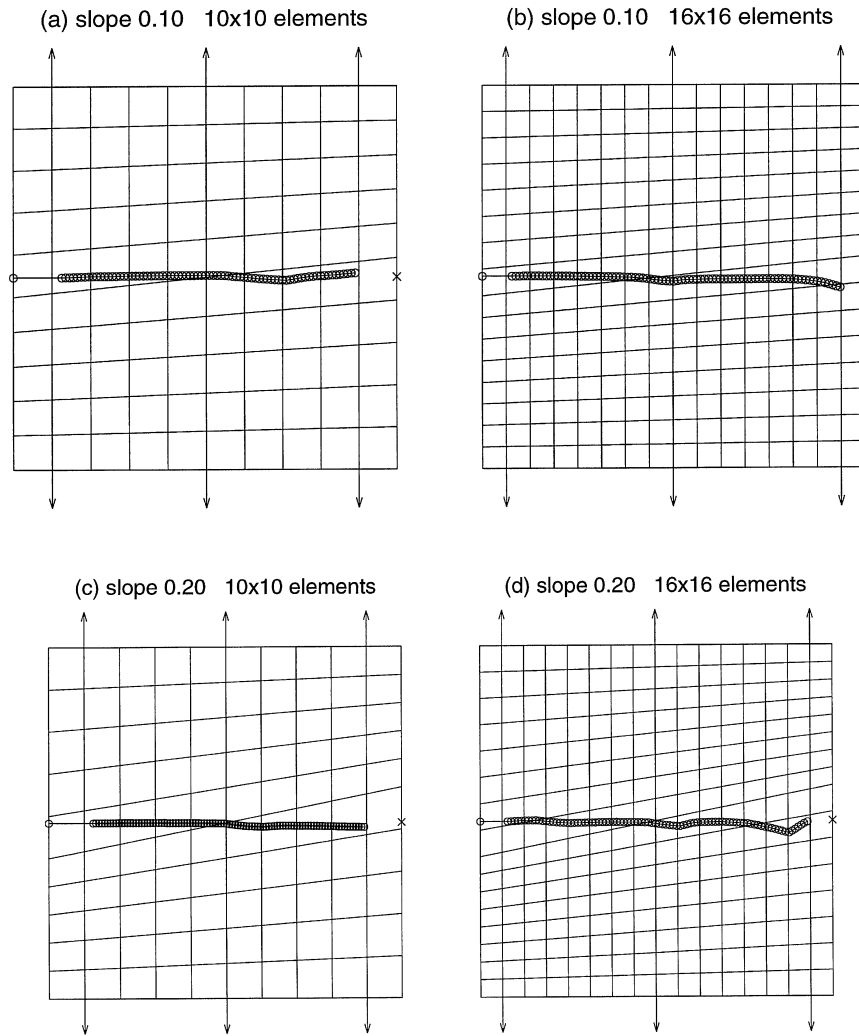 (a) slope 0.10 10x10 elements
(b) slope 0.10 16x16 elements
(c) slope 0.20 10x10 elements
(d) slope 0.20 16x16 elements